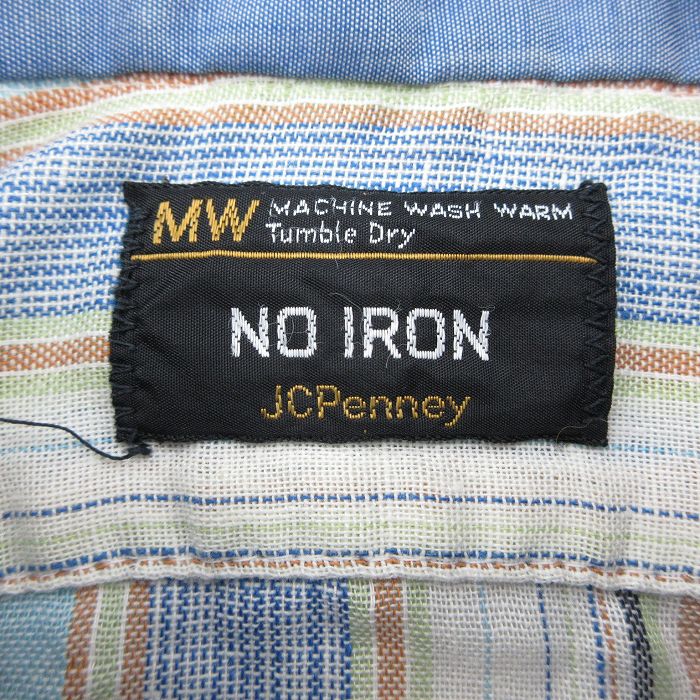 MW MACHINE WASH WARM
Tumble Dry
NO IRON
JCPenney